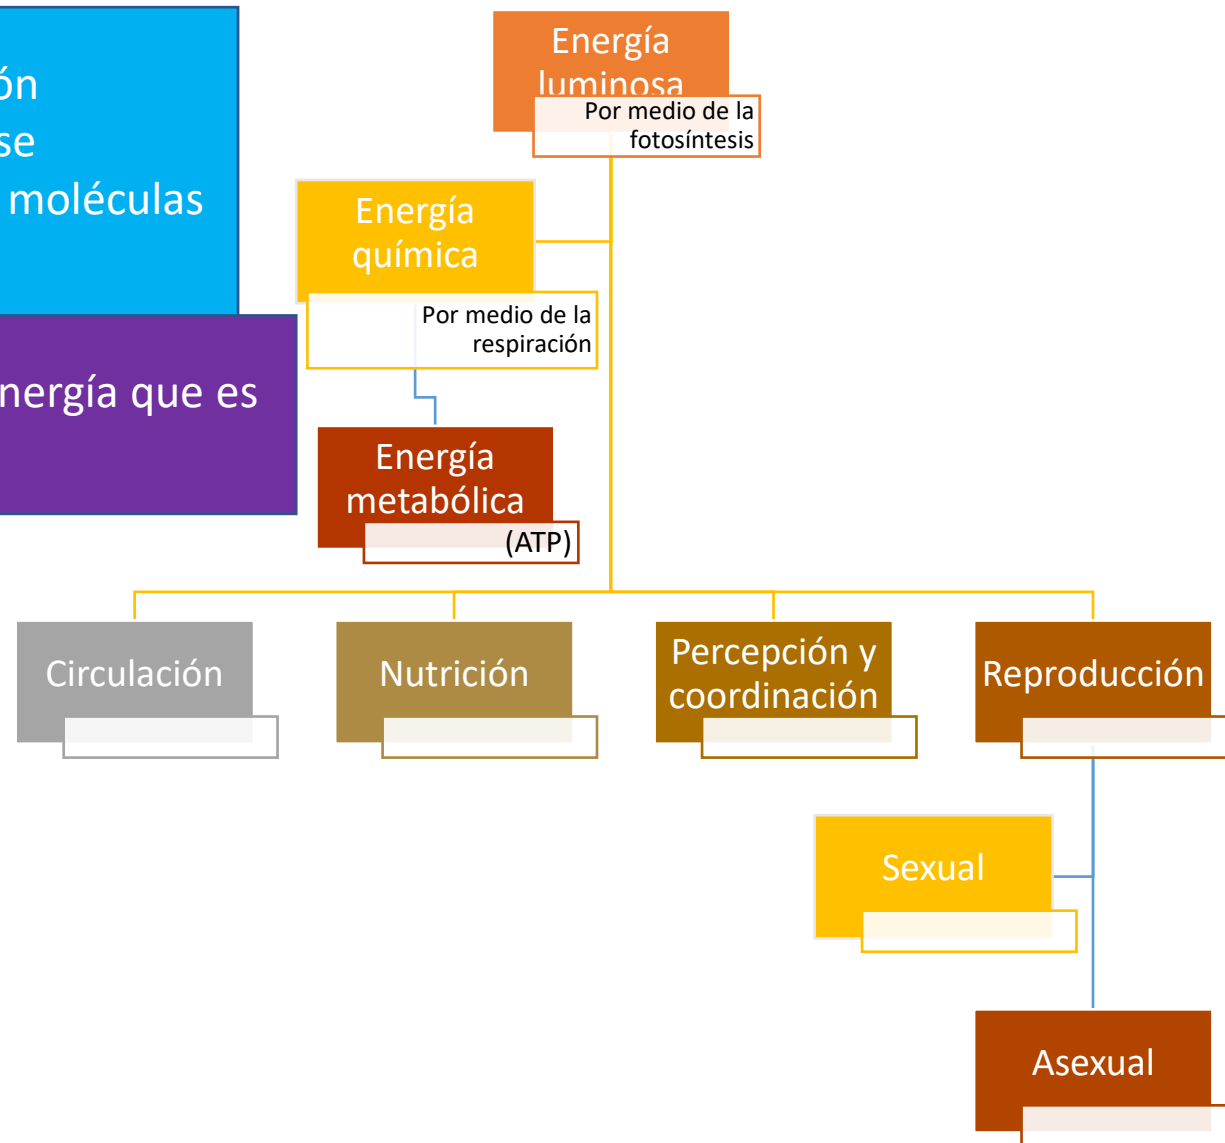 ón
se
moléculas
nergía que es
Energía
luminosa
Por medio de la
fotosíntesis
Energía
química
Por medio de la
respiración
Energía
metabólica
(ATP)
Circulación
Nutrición
Percepción y
coordinación
Reproducción
Sexual
Asexual